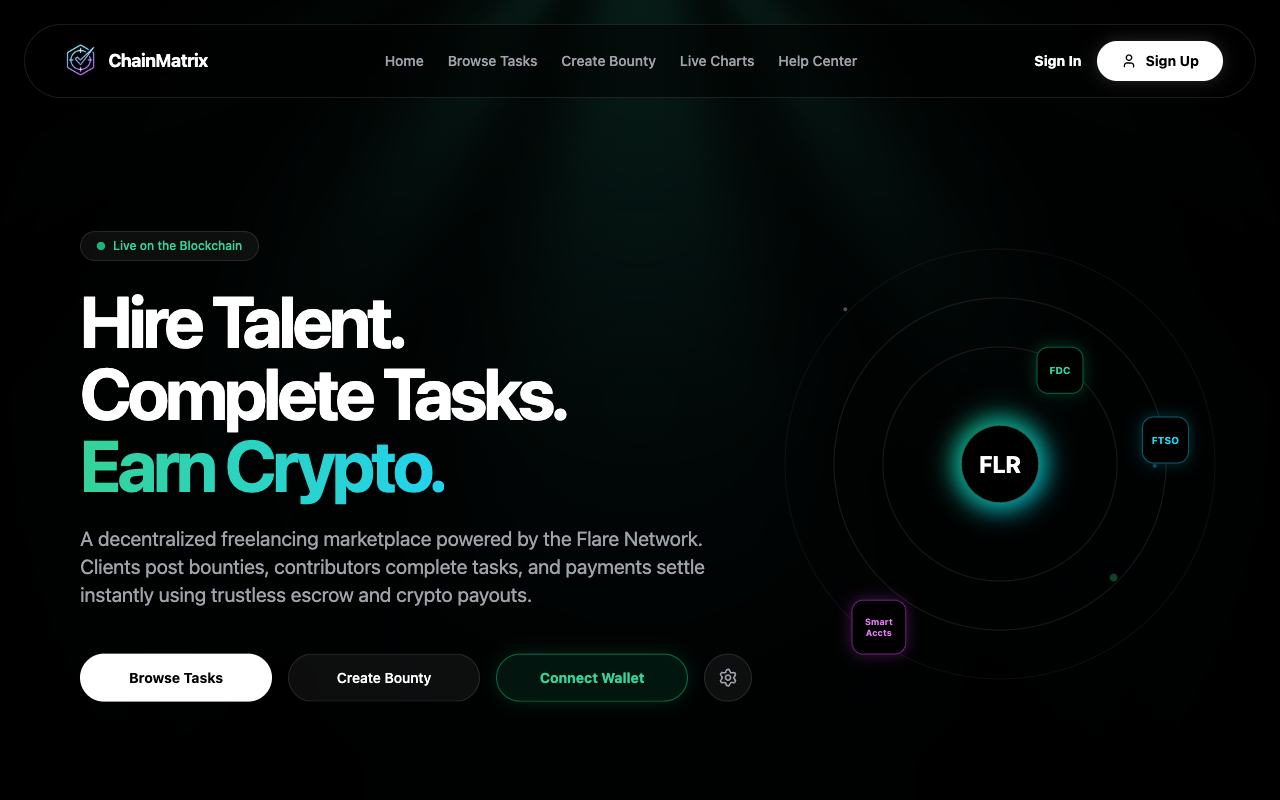 ChainMatrix
Home
Browse Tasks
Create Bounty
Live Charts
Help Center
Sign In
Sign Up
Live on the Blockchain
Hire Talent.
Complete Tasks.
Earn Crypto.
A decentralized freelancing marketplace powered by the Flare Network.
Clients post bounties, contributors complete tasks, and payments settle
instantly using trustless escrow and crypto payouts.
Browse Tasks
Create Bounty
Connect Wallet
FDC
FTSO
FLR
Smart
Accts